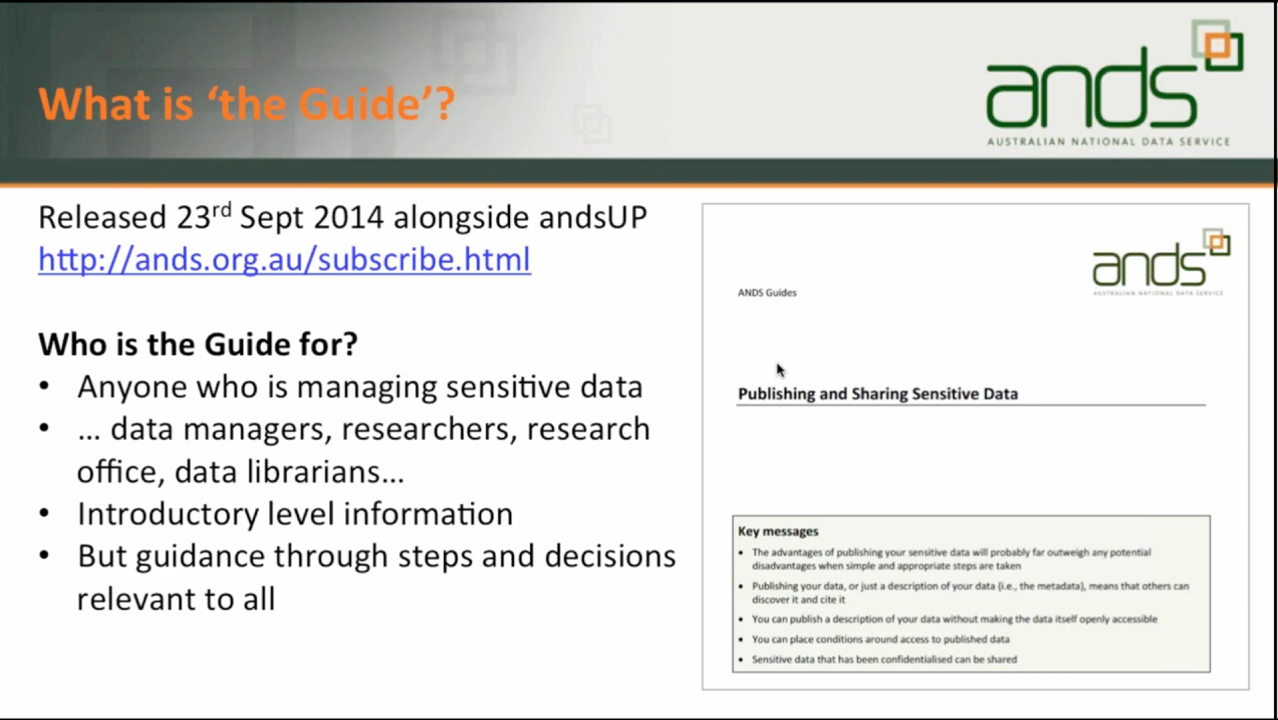 What is ‘the Guide’?
ands
AUSTRALIAN NATIONAL DATA SERVICE
Released 23rd Sept 2014 alongside andsUP
http://ands.org.au/subscribe.html
Who is the Guide for?
• Anyone who is managing sensitive data
• ... data managers, researchers, research
office, data librarians...
• Introductory level information
• But guidance through steps and decisions
relevant to all
ands
AUSTRALIAN NATIONAL DATA SERVICE
ANDS Guides
Publishing and Sharing Sensitive Data
Key messages
• The advantages of publishing your sensitive data will probably far outweigh any potential
disadvantages when simple and appropriate steps are taken
• Publishing your data, or just a description of your data (i.e., the metadata), means that others can
discover it and cite it
• You can publish a description of your data without making the data itself openly accessible
• You can place conditions around access to published data
• Sensitive data that has been confidentialised can be shared